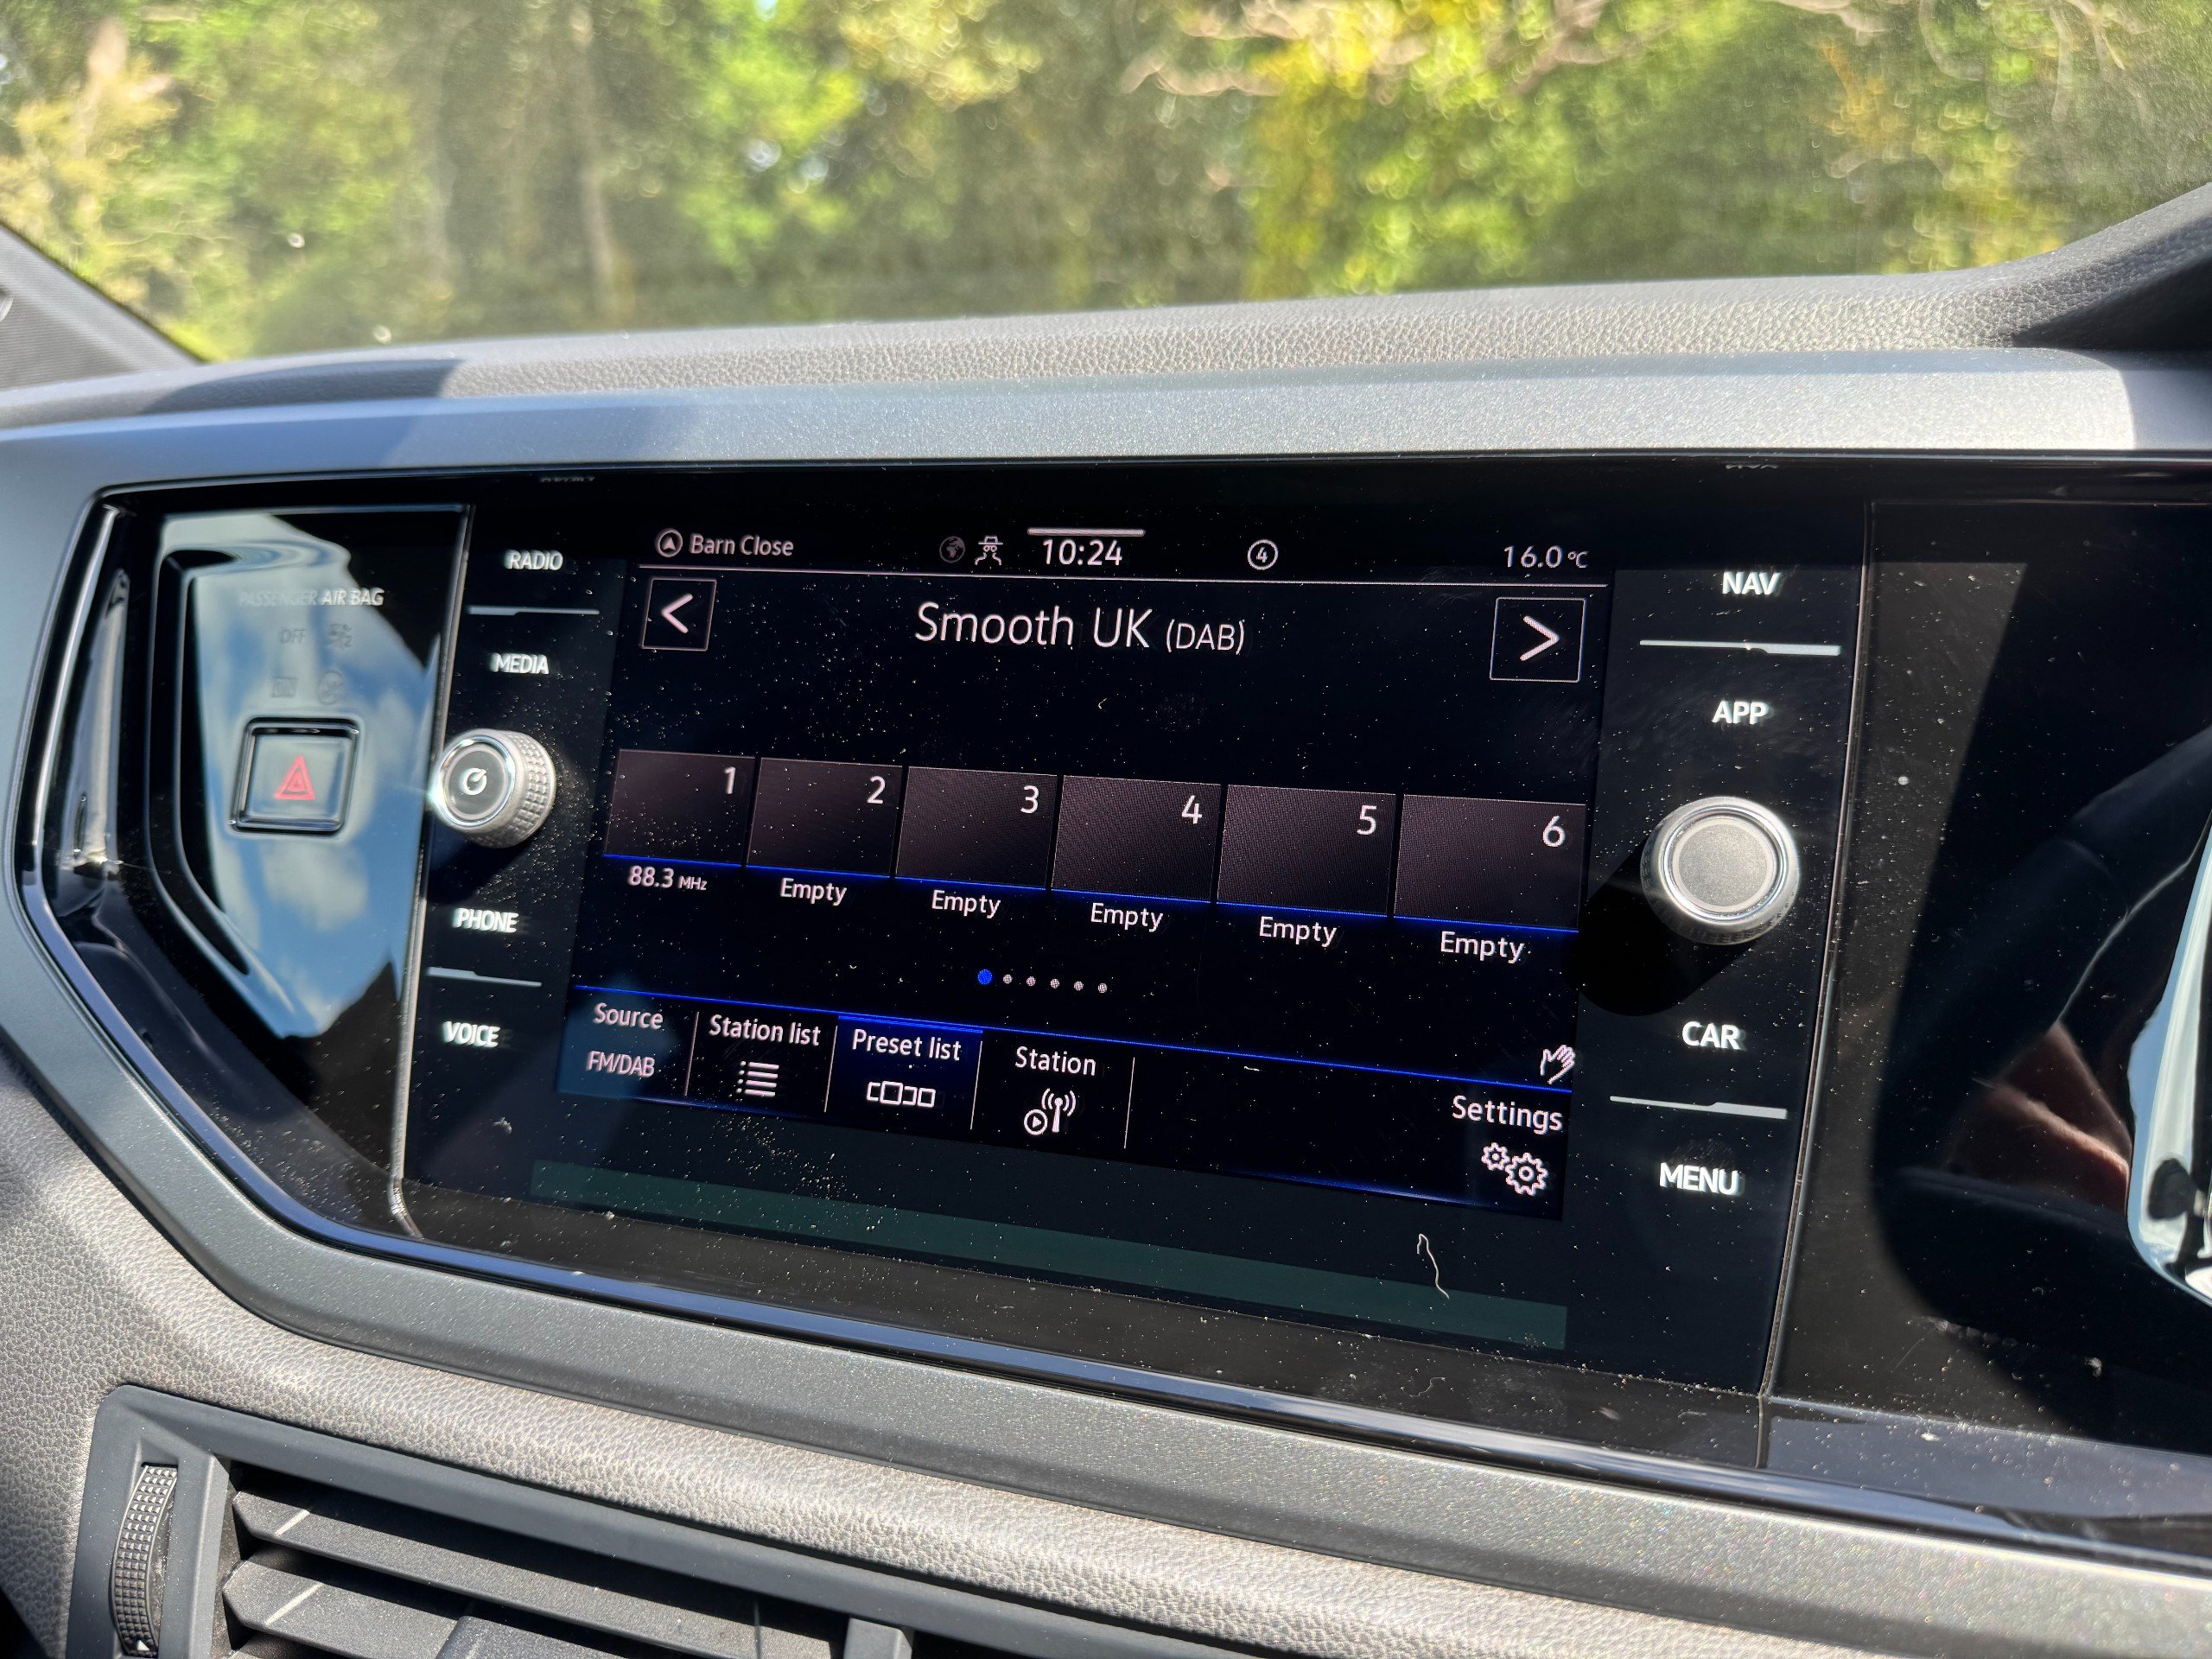 PASSENGER AIR BAG
OFF
ON
RADIO
MEDIA
PHONE
VOICE
Barn Close
10:24
4
16.0 °C
Smooth UK (DAB)
1
2
3
4
5
6
88.3 MHz
Empty
Empty
Empty
Empty
Empty
Source
FM/DAB
Station list
Preset list
Station
Settings
NAV
APP
CAR
MENU